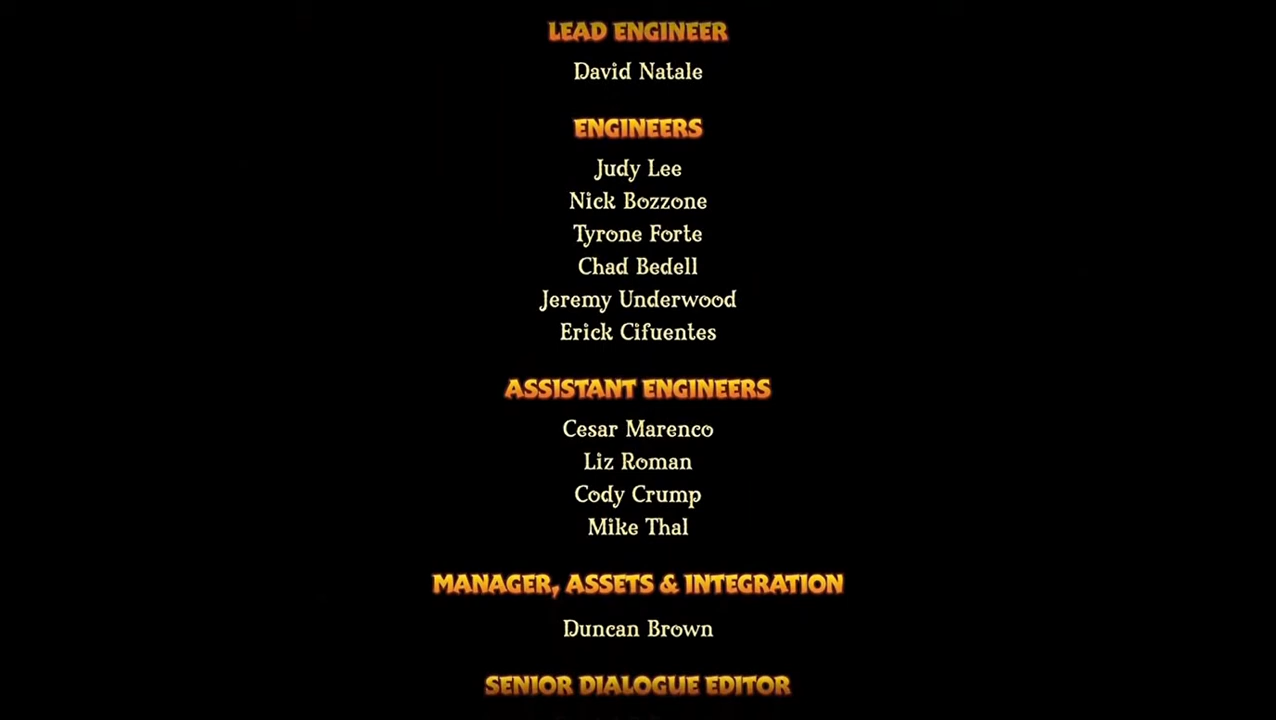 LEAD ENGINEER
David Natale
ENGINEERS
Judy Lee
Nick Bozzone
Tyrone Forte
Chad Bedell
Jeremy Underwood
Erick Cifuentes
ASSISTANT ENGINEERS
Cesar Marenco
Liz Roman
Cody Crump
Mike Thal
MANAGER, ASSETS & INTEGRATION
Duncan Brown
SENIOR DIALOGUE EDITOR